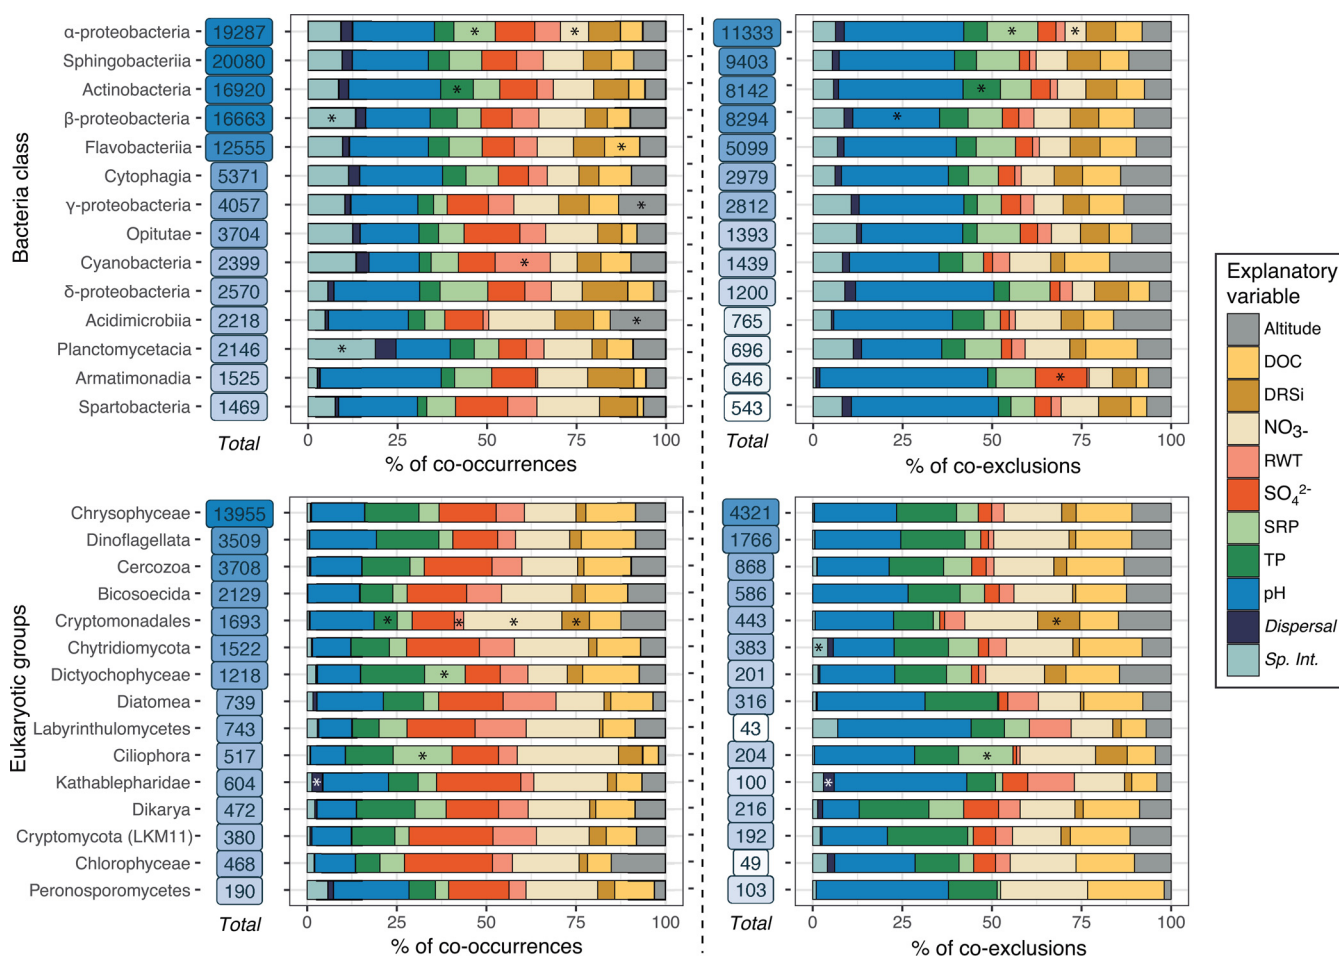 Bacteria class
α-proteobacteria 19287 * * 11333 * *
Sphingobacteriia 20080 9403
Actinobacteria 16920 * 8142 *
β-proteobacteria 16663 * 8294 *
Flavobacteriia 12555 * 5099
Cytophagia 5371 2979
γ-proteobacteria 4057 * 2812
Opitutae 3704 1393
Cyanobacteria 2399 * 1439
δ-proteobacteria 2570 1200
Acidimicrobiia 2218 * 765
Planctomycetacia 2146 * 696
Armatimonadia 1525 646 *
Spartobacteria 1469 543
Total 0 25 50 75 100 Total 0 25 50 75 100
% of co-occurrences % of co-exclusions
Eukaryotic groups
Chrysophyceae 13955 4321
Dinoflagellata 3509 1766
Cercozoa 3708 868
Bicosoecida 2129 586
Cryptomonadales 1693 * * * * 443 *
Chytridiomycota 1522 383 *
Dictyochophyceae 1218 * 201
Diatomea 739 316
Labyrinthulomycetes 743 43
Ciliophora 517 * 204 *
Kathablepharidae 604 * 100 *
Dikarya 472 216
Cryptomycota (LKM11) 380 192
Chlorophyceae 468 49
Peronosporomycetes 190 103
Total 0 25 50 75 100 Total 0 25 50 75 100
% of co-occurrences % of co-exclusions
Explanatory
variable
Altitude
DOC
DRSi
NO3-
RWT
SO₄²⁻
SRP
TP
pH
Dispersal
Sp. Int.